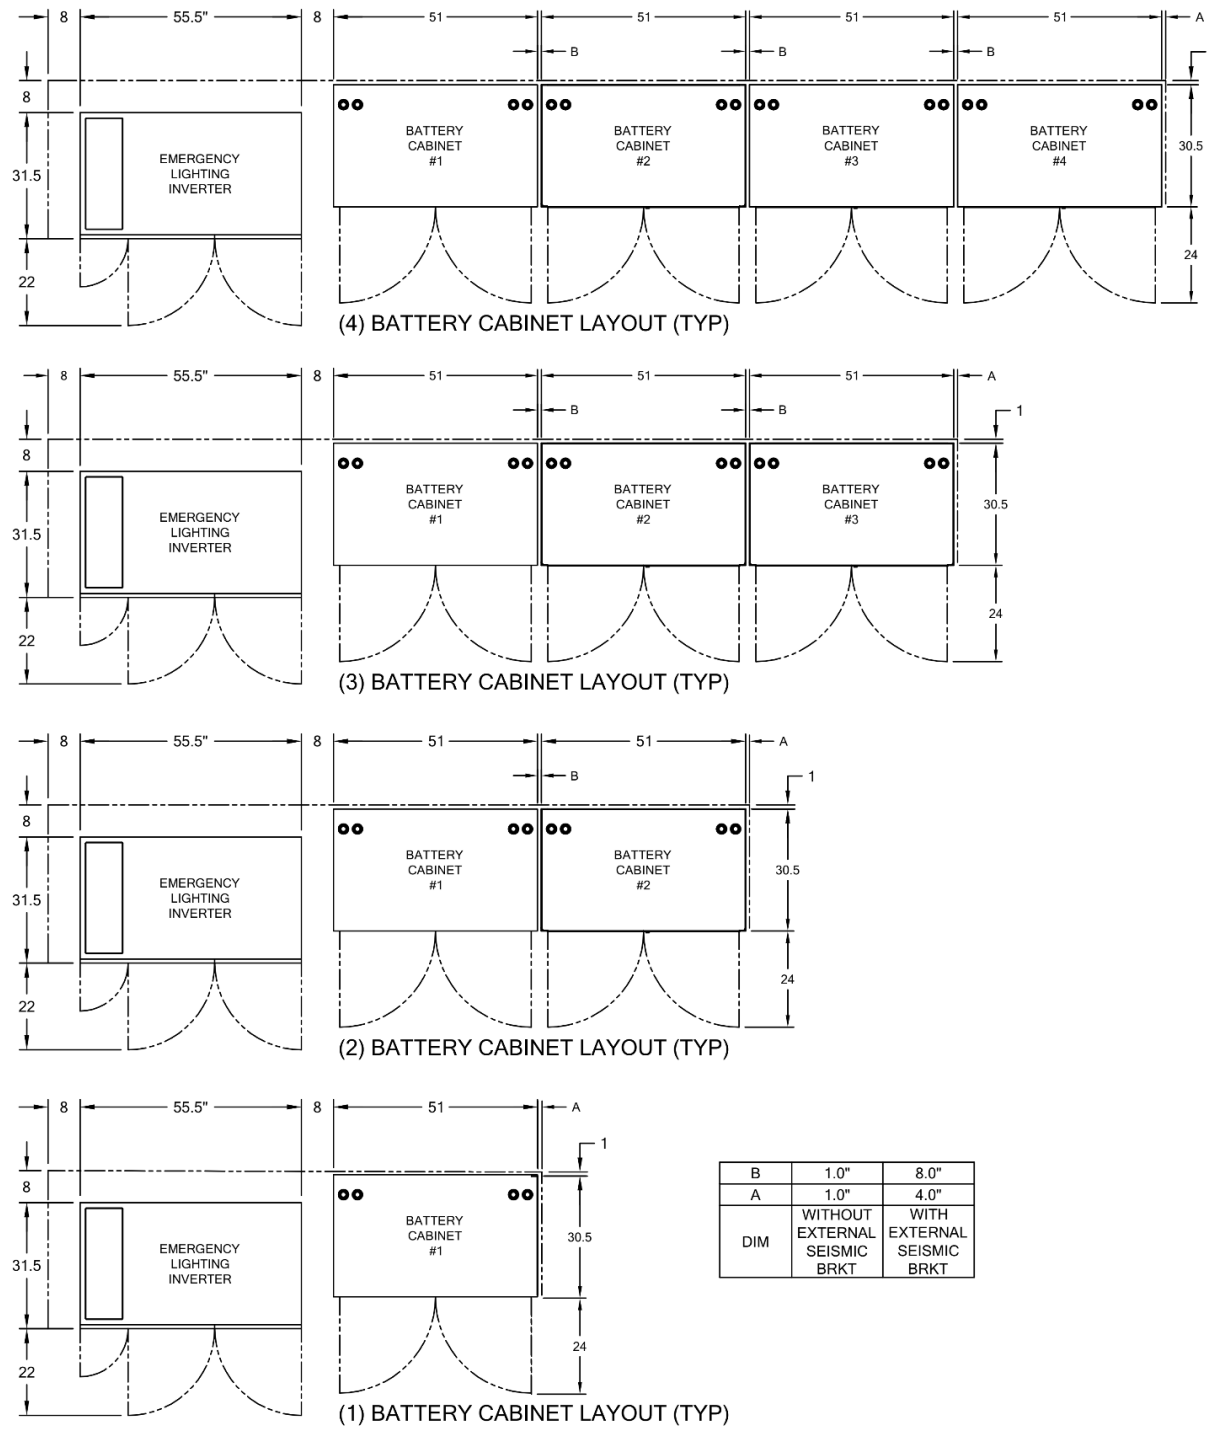 8 55.5" 8 51 51 51 51 A
B B B
8
31.5
22
EMERGENCY
LIGHTING
INVERTER
BATTERY
CABINET
#1
BATTERY
CABINET
#2
BATTERY
CABINET
#3
BATTERY
CABINET
#4
30.5
24
(4) BATTERY CABINET LAYOUT (TYP)
8 55.5" 8 51 51 51 A
B B
1
8
31.5
22
EMERGENCY
LIGHTING
INVERTER
BATTERY
CABINET
#1
BATTERY
CABINET
#2
BATTERY
CABINET
#3
30.5
24
(3) BATTERY CABINET LAYOUT (TYP)
8 55.5" 8 51 51 A
B
1
8
31.5
22
EMERGENCY
LIGHTING
INVERTER
BATTERY
CABINET
#1
BATTERY
CABINET
#2
30.5
24
(2) BATTERY CABINET LAYOUT (TYP)
8 55.5" 8 51 A
1
8
31.5
22
EMERGENCY
LIGHTING
INVERTER
BATTERY
CABINET
#1
30.5
24
(1) BATTERY CABINET LAYOUT (TYP)
B 1.0" 8.0"
A 1.0" 4.0"
DIM
WITHOUT
EXTERNAL
SEISMIC
BRKT
WITH
EXTERNAL
SEISMIC
BRKT